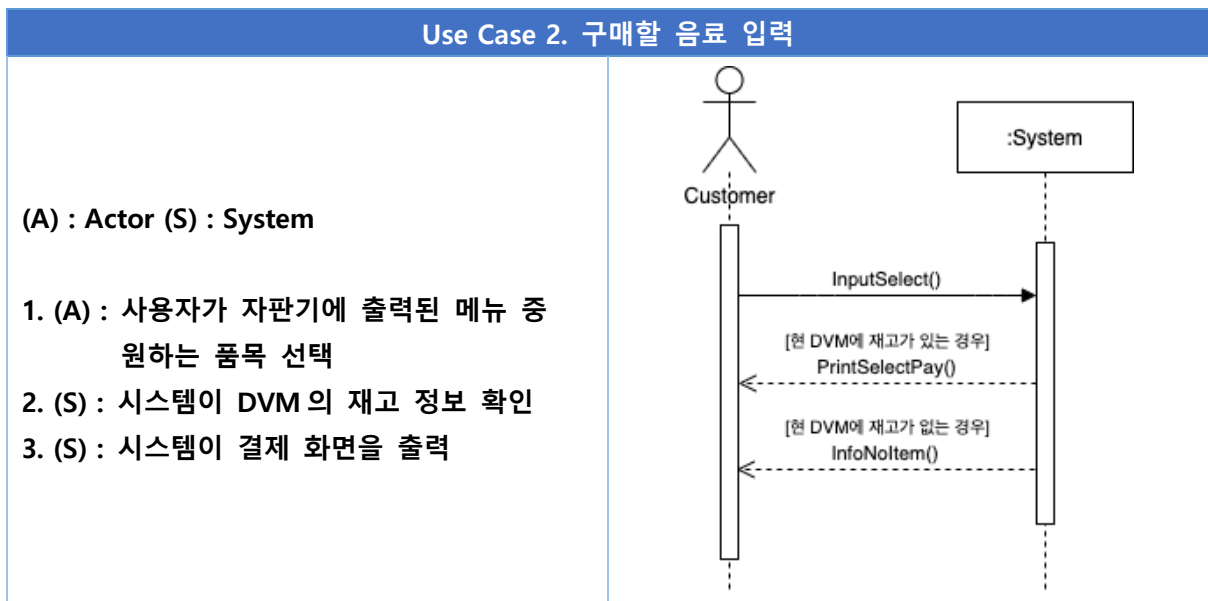 Use Case 2. 구매할 음료 입력
(A) : Actor (S) : System
1. (A) : 사용자가 자판기에 출력된 메뉴 중
원하는 품목 선택
2. (S) : 시스템이 DVM 의 재고 정보 확인
3. (S) : 시스템이 결제 화면을 출력
Customer
:System
InputSelect()
[현 DVM에 재고가 있는 경우]
PrintSelectPay()
[현 DVM에 재고가 없는 경우]
InfoNoItem()